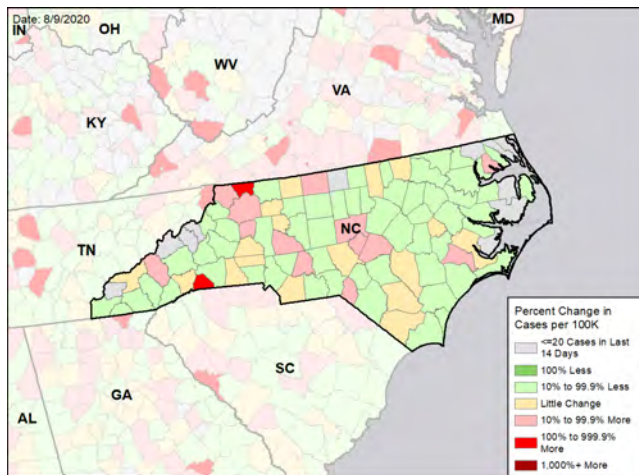 Date: 8/9/2020
IN
OH
MD
WV
VA
KY
TN
NC
SC
GA
AL
Percent Change in
Cases per 100K
<=20 Cases in Last
14 Days
100% Less
10% to 99.9% Less
Little Change
10% to 99.9% More
100% to 999.9%
More
1,000%+ More